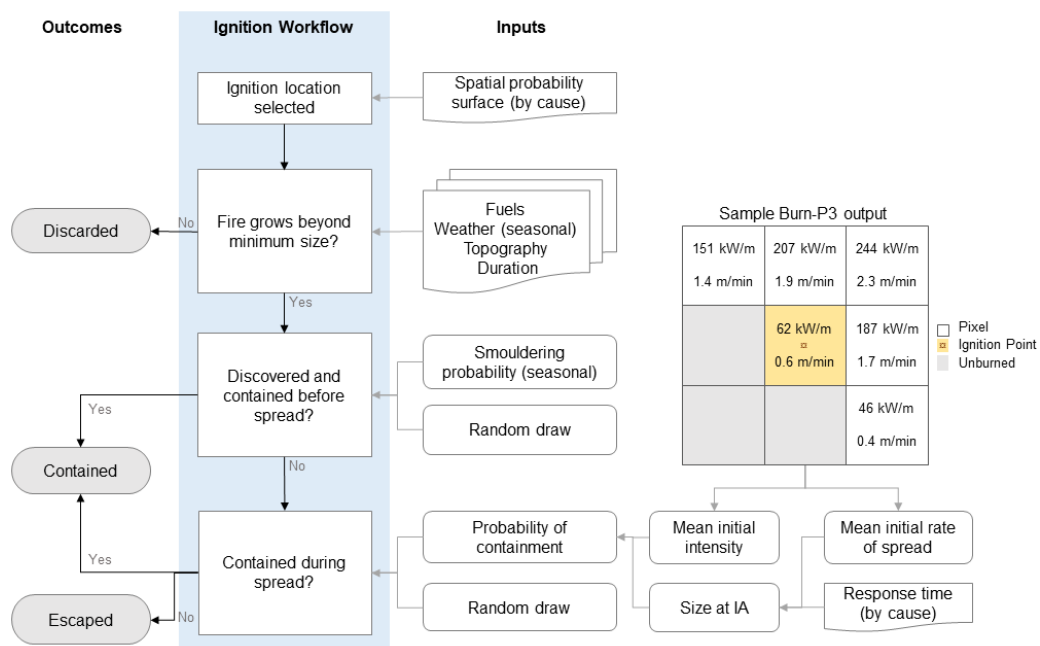 Outcomes
Ignition Workflow
Inputs
Ignition location
selected
Spatial probability
surface (by cause)
Discarded
No
Fire grows beyond
minimum size?
Fuels
Weather (seasonal)
Topography
Duration
Yes
Sample Burn-P3 output
151 kW/m
1.4 m/min
207 kW/m
1.9 m/min
244 kW/m
2.3 m/min
62 kW/m
¤
0.6 m/min
187 kW/m
1.7 m/min
46 kW/m
0.4 m/min
Pixel
¤ Ignition Point
Unburned
Discovered and
contained before
spread?
Smouldering
probability (seasonal)
Random draw
Yes
Contained
No
Contained during
spread?
Probability of
containment
Mean initial
intensity
Mean initial rate
of spread
Yes
Escaped
No
Random draw
Size at IA
Response time
(by cause)